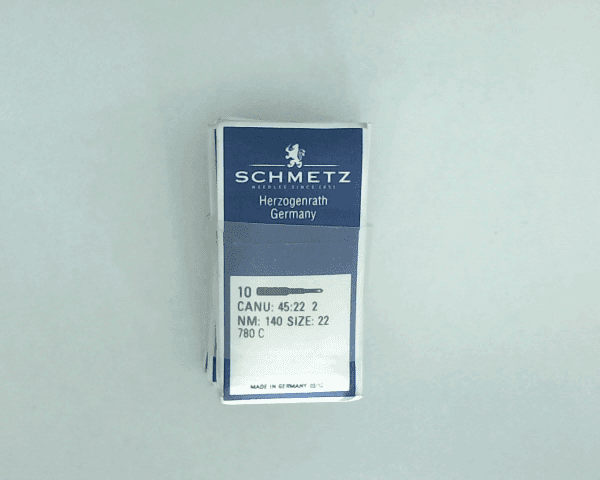 SCHMETZ
NEEDLES SINCE 1851
Herzogenrath
Germany
10
CANU: 45:22 2
NM: 140 SIZE: 22
780 C
MADE IN GERMANY